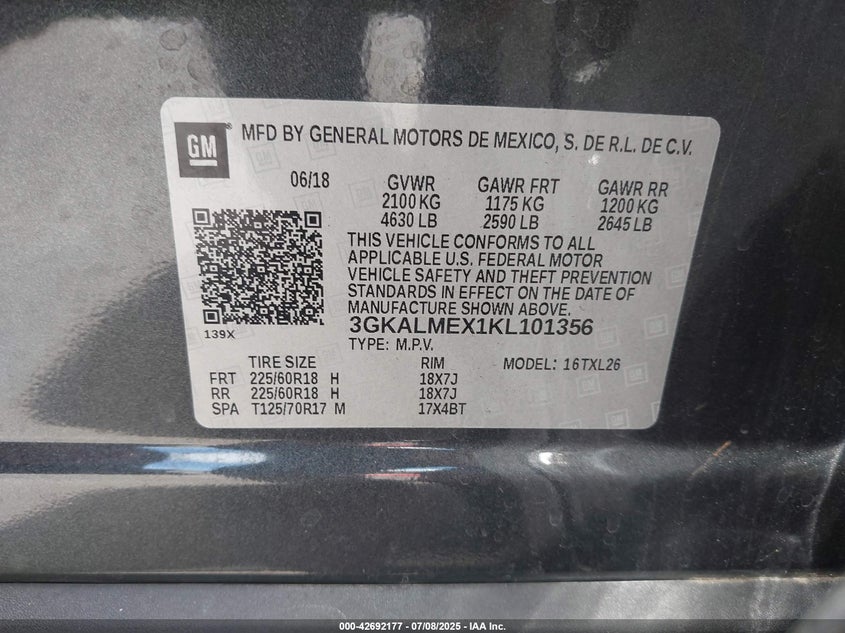 GM ® MFD BY GENERAL MOTORS DE MEXICO, S. DE R.L. DE C.V.
06/18 GVWR GAWR FRT GAWR RR
2100 KG 1175 KG 1200 KG
4630 LB 2590 LB 2645 LB
THIS VEHICLE CONFORMS TO ALL
APPLICABLE U.S. FEDERAL MOTOR
VEHICLE SAFETY AND THEFT PREVENTION
STANDARDS IN EFFECT ON THE DATE OF
MANUFACTURE SHOWN ABOVE.
139X 3GKALMEX1KL101356
TYPE: M.P.V.
TIRE SIZE RIM MODEL: 16TXL26
FRT 225/60R18 H 18X7J
RR 225/60R18 H 18X7J
SPA T125/70R17 M 17X4BT
000-42692177 - 07/08/2025 - IAA Inc.